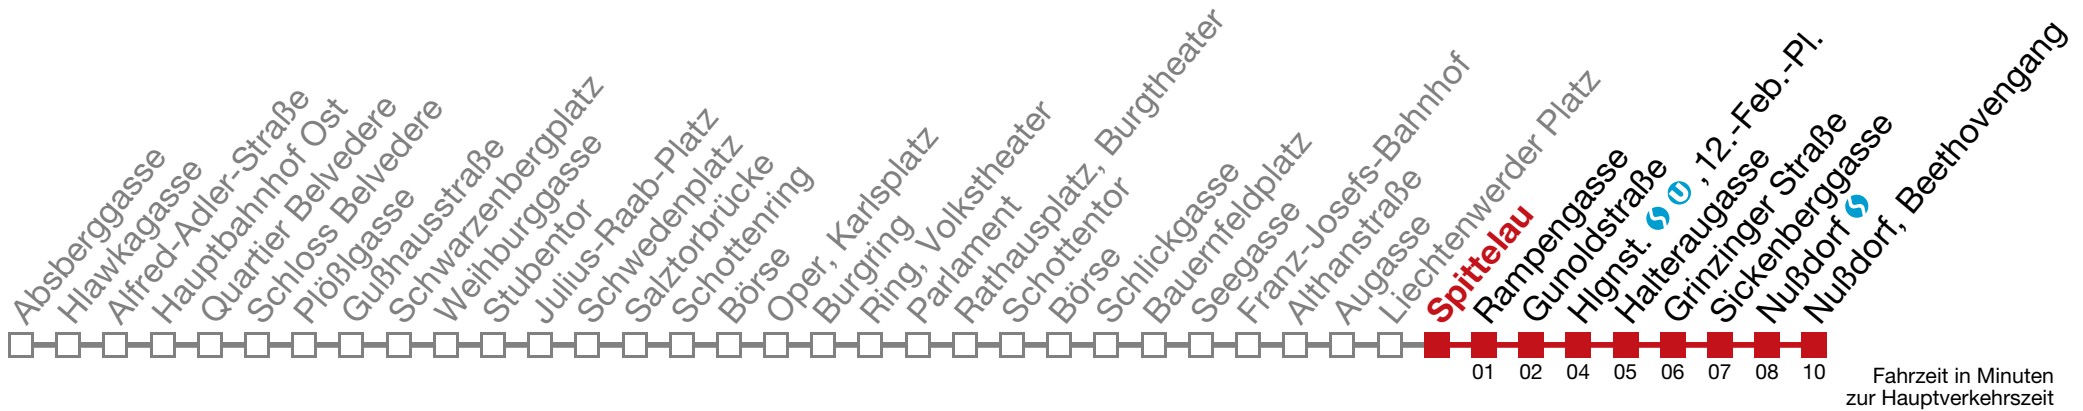 Absberggasse
Hlawkagasse
Alfred-Adler-Straße
Hauptbahnhof Ost
Quartier Belvedere
Schloss Belvedere
Plößlgasse
Gußhausstraße
Schwarzenbergplatz
Weihburggasse
Stubentor
Julius-Raab-Platz
Schwedenplatz
Salztorbrücke
Schottenring
Börse
Oper, Karlsplatz
Burgring
Ring, Volkstheater
Parlament
Rathausplatz, Burgtheater
Schottentor
Börse
Schlickgasse
Bauernfeldplatz
Seegasse
Franz-Josefs-Bahnhof
Althanstraße
Augasse
Liechtenwerder Platz
Spittelau
Rampengasse
Gunoldstraße
Hlgnst. S U , 12.-Feb.-Pl.
Halteraugasse
Grinzinger Straße
Sickenberggasse
Nußdorf S
Nußdorf, Beethovengang
01 02 04 05 06 07 08 10
Fahrzeit in Minuten
zur Hauptverkehrszeit